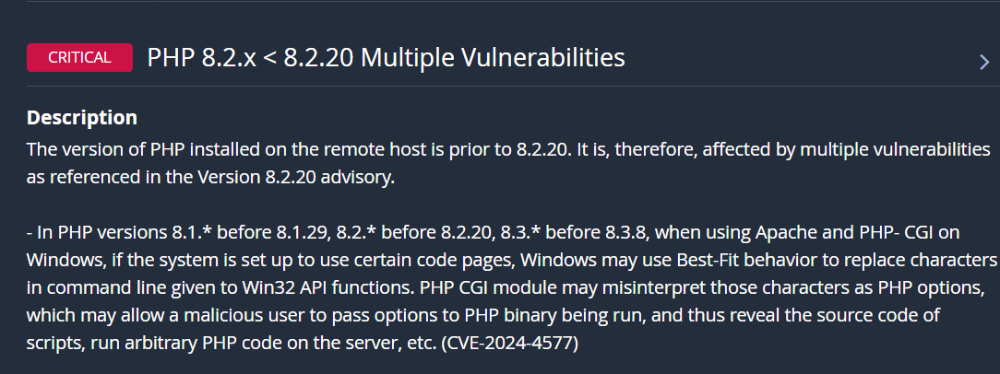 CRITICAL PHP 8.2.x < 8.2.20 Multiple Vulnerabilities
Description
The version of PHP installed on the remote host is prior to 8.2.20. It is, therefore, affected by multiple vulnerabilities
as referenced in the Version 8.2.20 advisory.
- In PHP versions 8.1.* before 8.1.29, 8.2.* before 8.2.20, 8.3.* before 8.3.8, when using Apache and PHP- CGI on
Windows, if the system is set up to use certain code pages, Windows may use Best-Fit behavior to replace characters
in command line given to Win32 API functions. PHP CGI module may misinterpret those characters as PHP options,
which may allow a malicious user to pass options to PHP binary being run, and thus reveal the source code of
scripts, run arbitrary PHP code on the server, etc. (CVE-2024-4577)